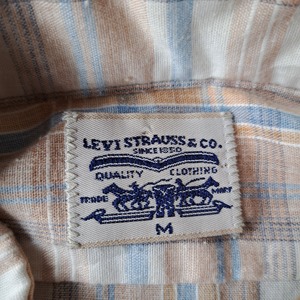 LEVI STRAUSS & CO.
SINCE 1850
QUALITY CLOTHING
TRADE MARK
M